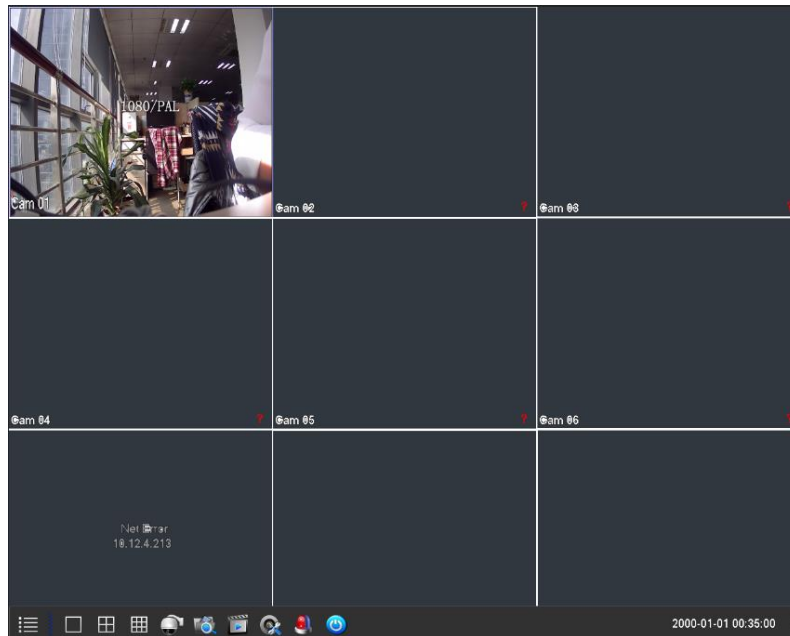 1080/PAL
Cam 01
Cam 02
?
Cam 03
?
Cam 04
?
Cam 05
?
Cam 06
?
Net Error
10.12.4.213
2000-01-01 00:35:00